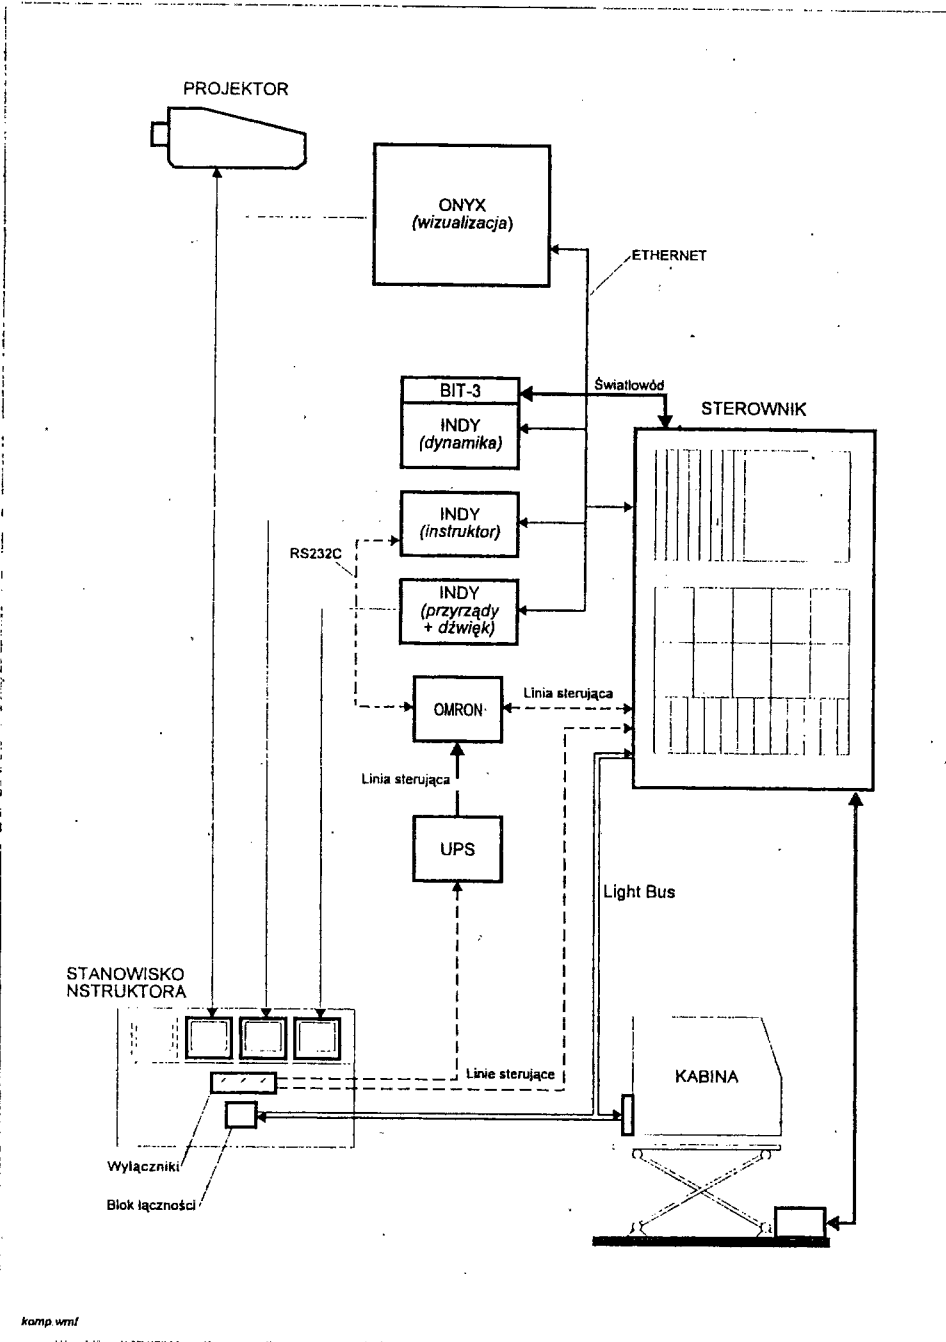 PROJEKTOR
ONYX
(wizualizacja)
ETHERNET
BIT-3
Światłowód
INDY
(dynamika)
STEROWNIK
INDY
(instruktor)
RS232C
INDY
(przyrządy
+ dźwięk)
Linia sterująca
OMRON
Linia sterująca
UPS
Light Bus
STANOWISKO
NSTRUKTORA
Linie sterujące
KABINA
Wyłączniki
Blok łączności
komp.wmf